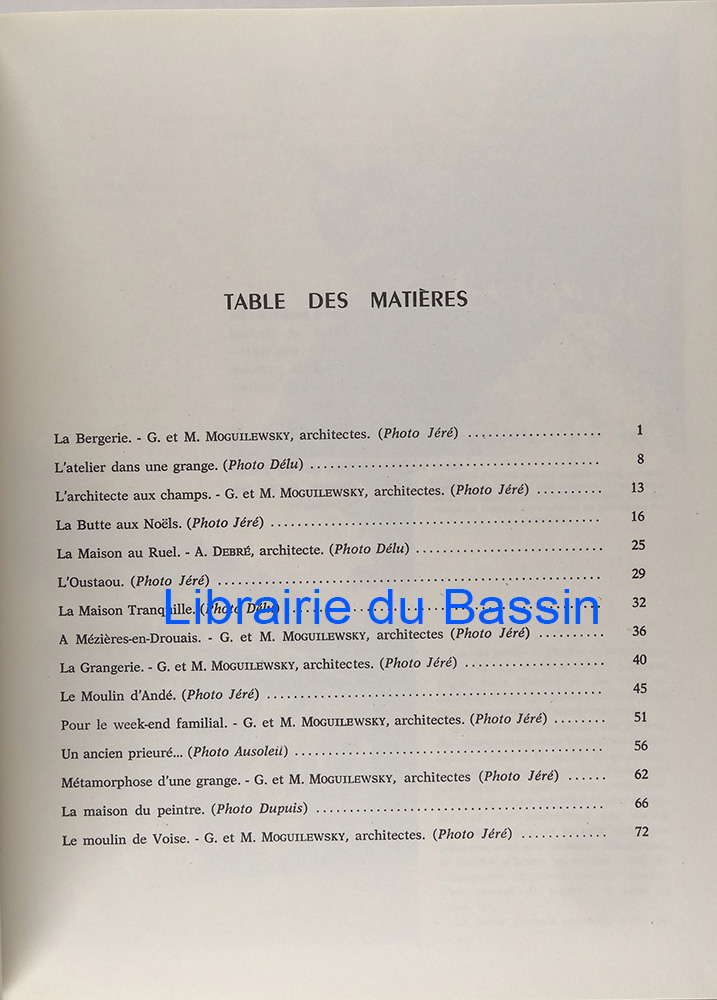 TABLE DES MATIÈRES
La Bergerie. - G. et M. MOGUILEWSKY, architectes. (Photo Jéré) .................... 1
L'atelier dans une grange. (Photo Délu) .......................................... 8
L'architecte aux champs. - G. et M. MOGUILEWSKY, architectes. (Photo Jéré) .......... 13
La Butte aux Noëls. (Photo Jéré) ................................................ 16
La Maison au Ruel. - A. DEBRÉ, architecte. (Photo Délu) ........................... 25
L'Oustaou. (Photo Jéré) ........................................................ 29
La Maison Tranquille. (Photo Délu) .............................................. 32
Librairie du Bassin
A Mézières-en-Drouais. - G. et M. MOGUILEWSKY, architectes (Photo Jéré) .......... 36
La Grangerie. - G. et M. MOGUILEWSKY, architectes. (Photo Jéré) .................... 40
Le Moulin d'Andé. (Photo Jéré) ................................................. 45
Pour le week-end familial. - G. et M. MOGUILEWSKY, architectes. (Photo Jéré) ........ 51
Un ancien prieuré... (Photo Ausoleil) ............................................. 56
Métamorphose d'une grange. - G. et M. MOGUILEWSKY, architectes (Photo Jéré) ...... 62
La maison du peintre. (Photo Dupuis) .......................................... 66
Le moulin de Voise. - G. et M. MOGUILEWSKY, architectes. (Photo Jéré) ............. 72